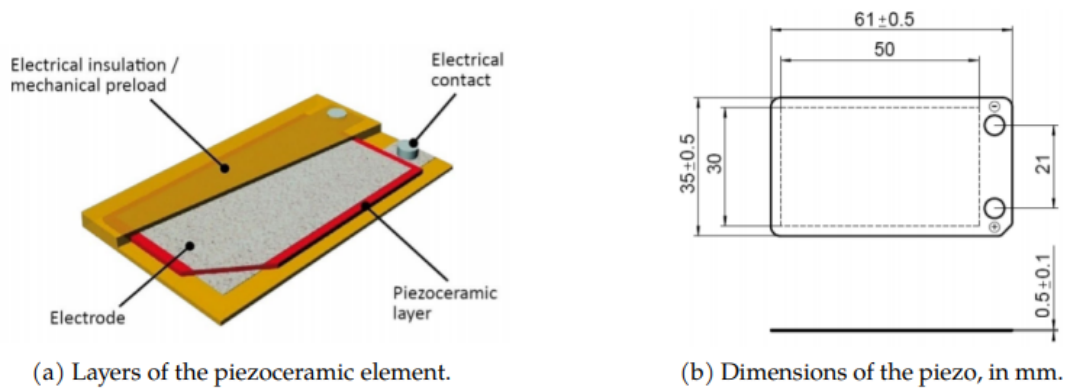 Electrical insulation /
mechanical preload
Electrical
contact
Electrode
Piezoceramic
layer
(a) Layers of the piezoceramic element.
61±0.5
50
35±0.5
30
21
0.5±0.1
(b) Dimensions of the piezo, in mm.